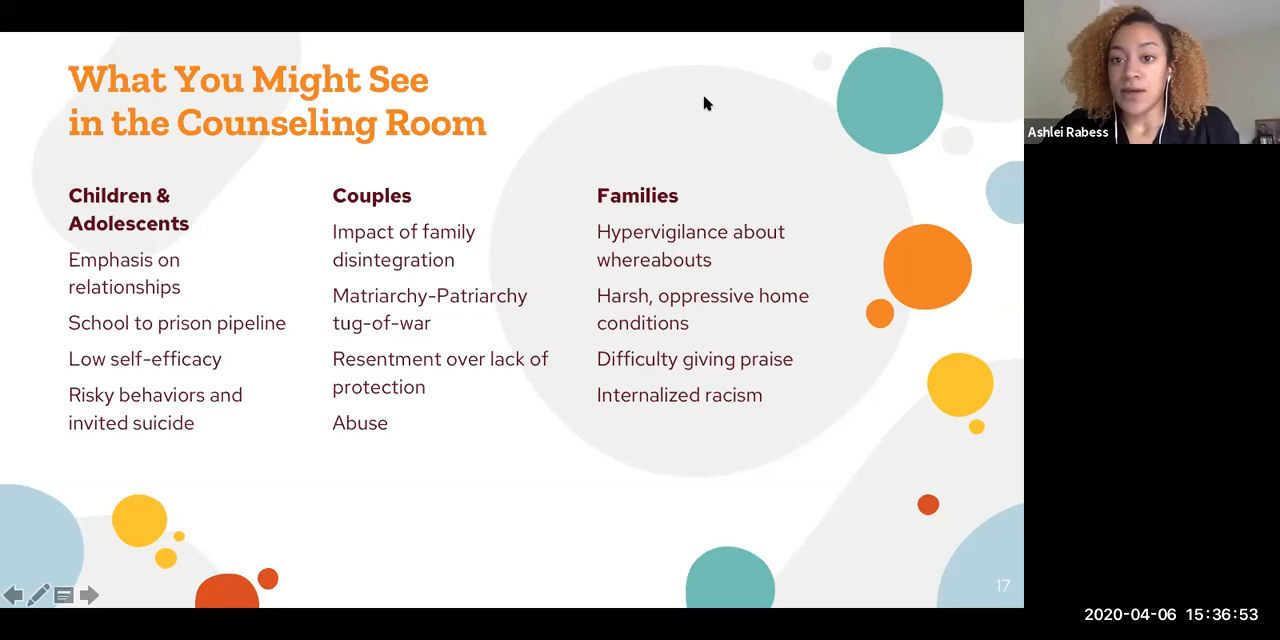 What You Might See
in the Counseling Room
Children &
Adolescents
Emphasis on
relationships
School to prison pipeline
Low self-efficacy
Risky behaviors and
invited suicide
Couples
Impact of family
disintegration
Matriarchy-Patriarchy
tug-of-war
Resentment over lack of
protection
Abuse
Families
Hypervigilance about
whereabouts
Harsh, oppressive home
conditions
Difficulty giving praise
Internalized racism
17
Ashlei Rabess
2020-04-06 15:36:53